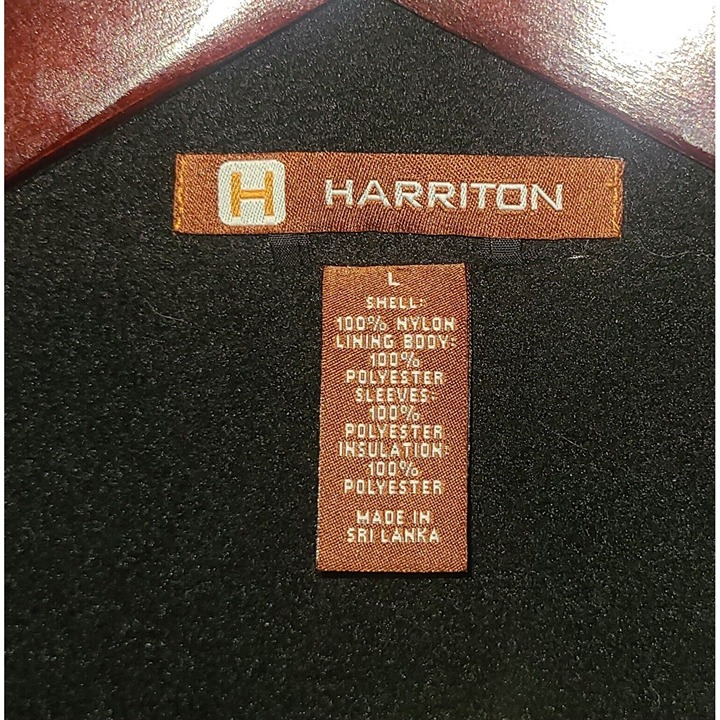 H HARRITON
L
SHELL:
100% NYLON
LINING BODY:
100%
POLYESTER
SLEEVES:
100%
POLYESTER
INSULATION:
100%
POLYESTER
MADE IN
SRI LANKA